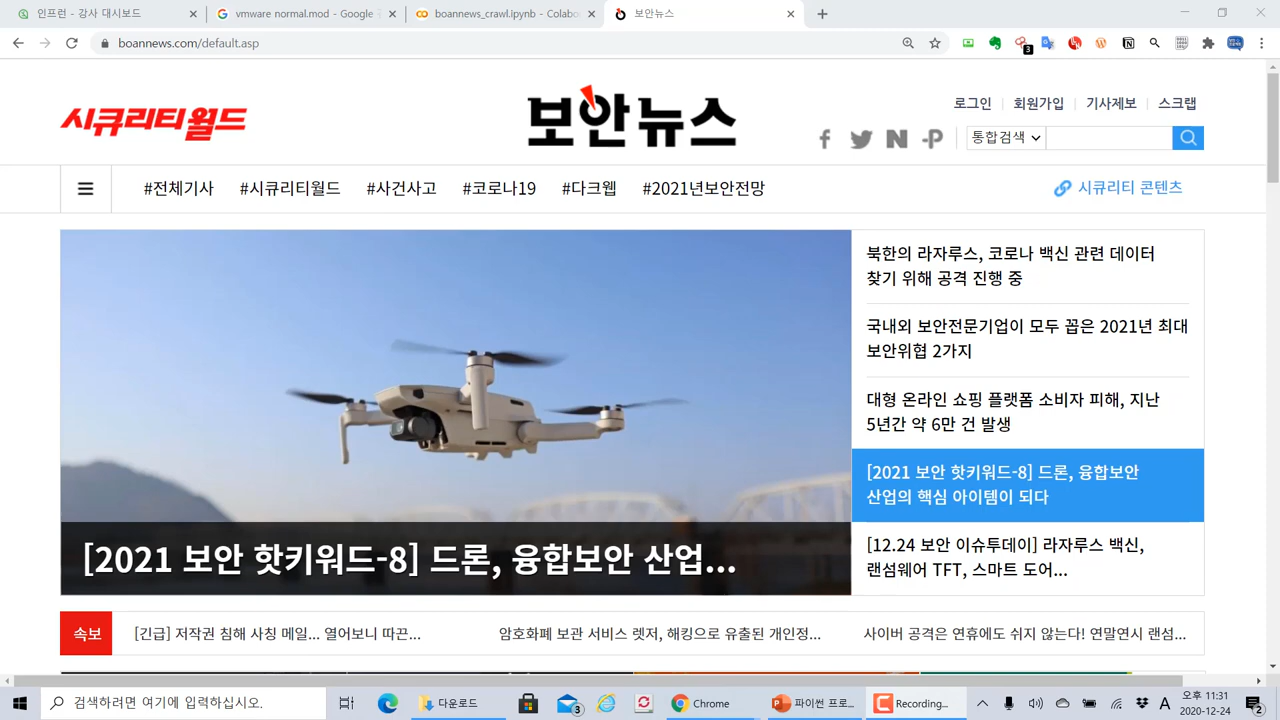 인프런 - 강사 대시보드
vmware normal.mod - Google
boannews_crawl.ipynb - Colabo
보안뉴스
boannews.com/default.asp
시큐리티월드
보안뉴스
로그인 회원가입 기사제보 스크랩
통합검색
#전체기사 #시큐리티월드 #사건사고 #코로나19 #다크웹 #2021년보안전망
시큐리티 콘텐츠
[2021 보안 핫키워드-8] 드론, 융합보안 산업...
북한의 라자루스, 코로나 백신 관련 데이터
찾기 위해 공격 진행 중
국내외 보안전문기업이 모두 꼽은 2021년 최대
보안위협 2가지
대형 온라인 쇼핑 플랫폼 소비자 피해, 지난
5년간 약 6만 건 발생
[2021 보안 핫키워드-8] 드론, 융합보안
산업의 핵심 아이템이 되다
[12.24 보안 이슈투데이] 라자루스 백신,
랜섬웨어 TFT, 스마트 도어...
속보
[긴급] 저작권 침해 사칭 메일... 열어보니 따끈...
암호화폐 보관 서비스 렛저, 해킹으로 유출된 개인정...
사이버 공격은 연휴에도 쉬지 않는다! 연말연시 랜섬...
검색하려면 여기에 입력하십시오.
다운로드
3
Chrome
파이썬 프로...
Recording...
A
오후 11:31
2020-12-24
2